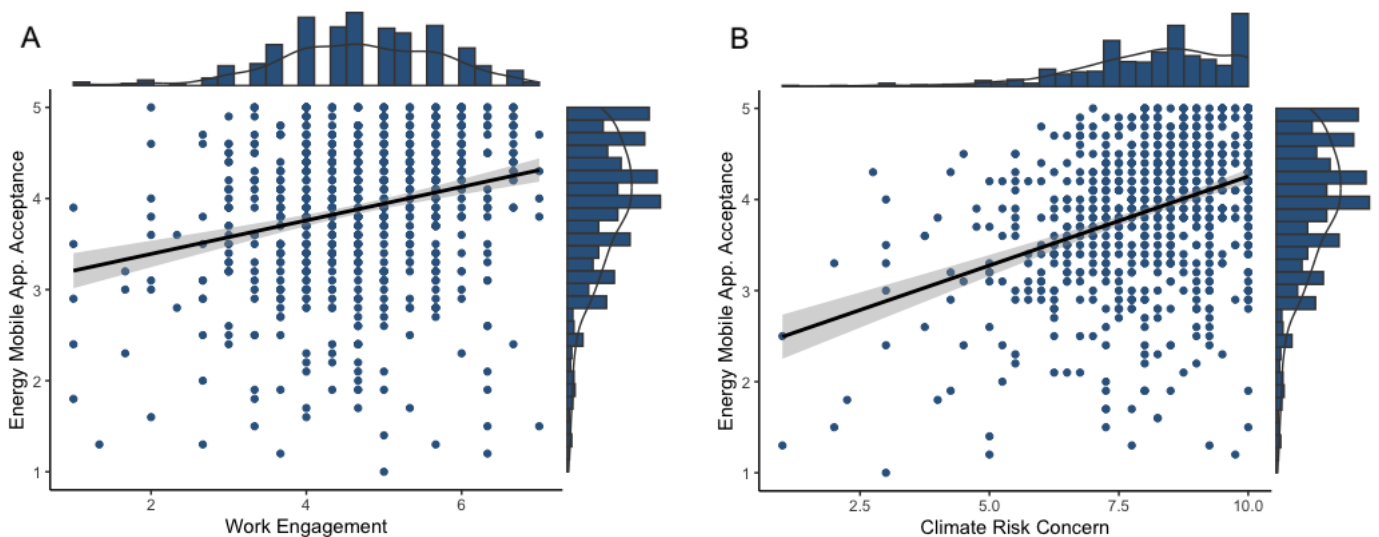 A
Energy Mobile App. Acceptance
5
4
3
2
1
2 4 6
Work Engagement
B
Energy Mobile App. Acceptance
5
4
3
2
1
2.5 5.0 7.5 10.0
Climate Risk Concern